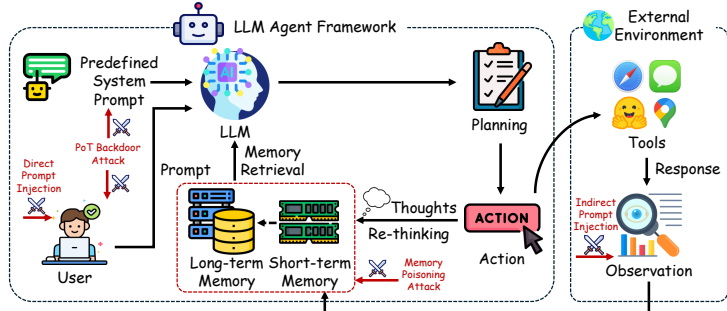 LLM Agent Framework
External
Environment
Predefined
System
Prompt
AI
LLM
Planning
Tools
PoT Backdoor
Attack
Direct
Prompt
Injection
Prompt
Memory
Retrieval
Response
Thoughts
Re-thinking
ACTION
Action
Indirect
Prompt
Injection
Observation
User
Long-term
Memory
Short-term
Memory
Memory
Poisoning
Attack